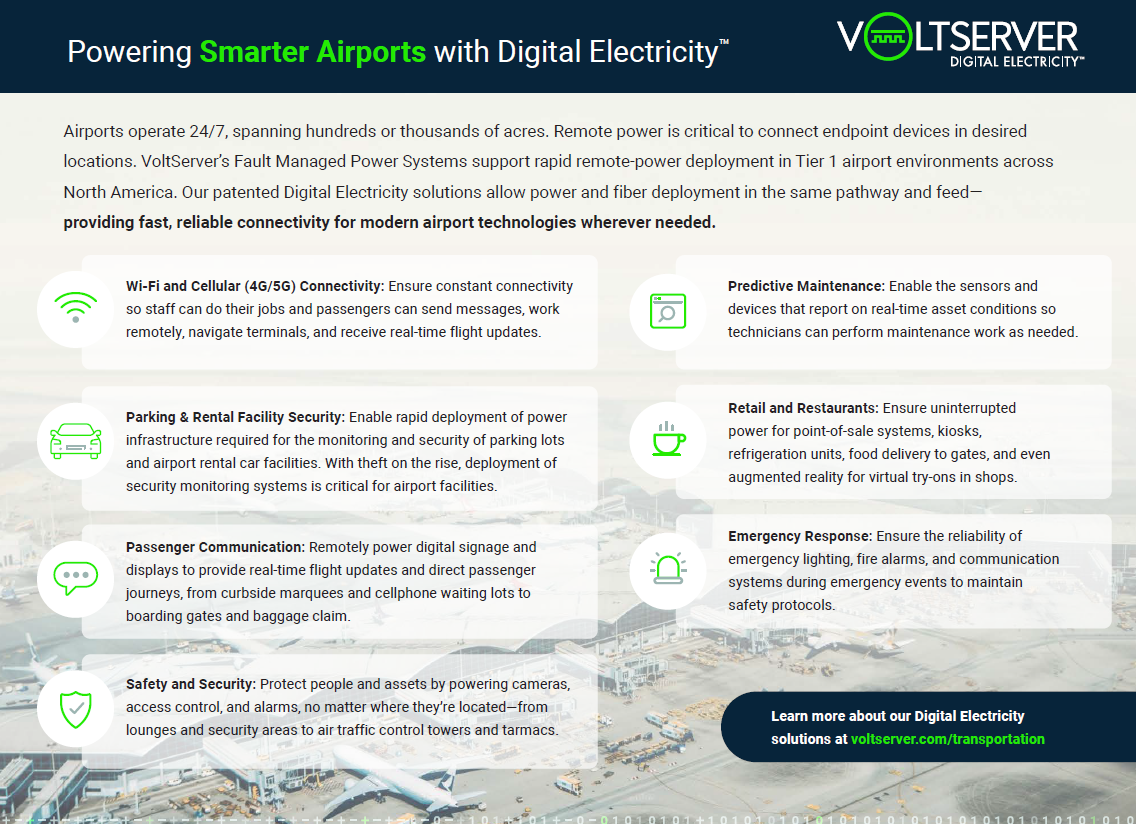 Powering Smarter Airports with Digital Electricity™
VOLTSERVER
DIGITAL ELECTRICITY™
Airports operate 24/7, spanning hundreds or thousands of acres. Remote power is critical to connect endpoint devices in desired
locations. VoltServer’s Fault Managed Power Systems support rapid remote-power deployment in Tier 1 airport environments across
North America. Our patented Digital Electricity solutions allow power and fiber deployment in the same pathway and feed—
providing fast, reliable connectivity for modern airport technologies wherever needed.
Wi-Fi and Cellular (4G/5G) Connectivity: Ensure constant connectivity
so staff can do their jobs and passengers can send messages, work
remotely, navigate terminals, and receive real-time flight updates.
Parking & Rental Facility Security: Enable rapid deployment of power
infrastructure required for the monitoring and security of parking lots
and airport rental car facilities. With theft on the rise, deployment of
security monitoring systems is critical for airport facilities.
Passenger Communication: Remotely power digital signage and
displays to provide real-time flight updates and direct passenger
journeys, from curbside marquees and cellphone waiting lots to
boarding gates and baggage claim.
Safety and Security: Protect people and assets by powering cameras,
access control, and alarms, no matter where they’re located—from
lounges and security areas to air traffic control towers and tarmacs.
Predictive Maintenance: Enable the sensors and
devices that report on real-time asset conditions so
technicians can perform maintenance work as needed.
Retail and Restaurants: Ensure uninterrupted
power for point-of-sale systems, kiosks,
refrigeration units, food delivery to gates, and even
augmented reality for virtual try-ons in shops.
Emergency Response: Ensure the reliability of
emergency lighting, fire alarms, and communication
systems during emergency events to maintain
safety protocols.
Learn more about our Digital Electricity
solutions at voltserver.com/transportation